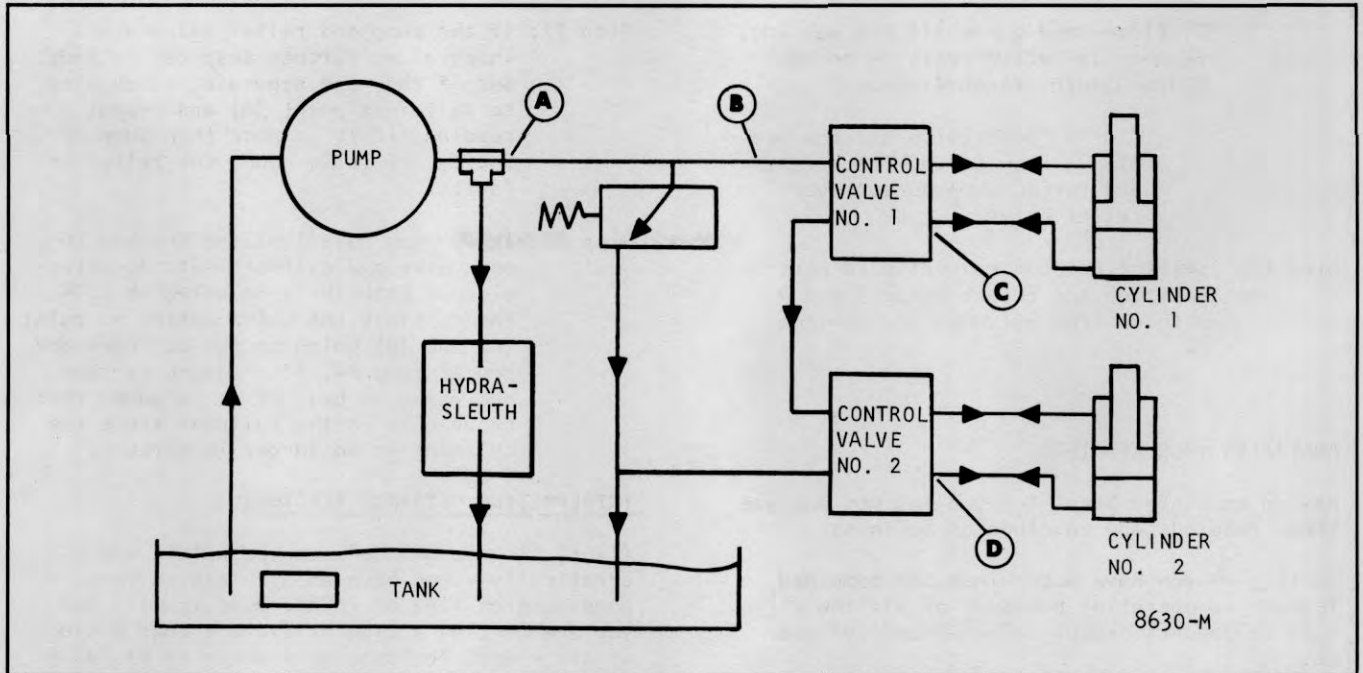 A
B
PUMP
CONTROL
VALVE
NO. 1
C
CYLINDER
NO. 1
HYDRA-
SLEUTH
CONTROL
VALVE
NO. 2
D
CYLINDER
NO. 2
TANK
8630-M